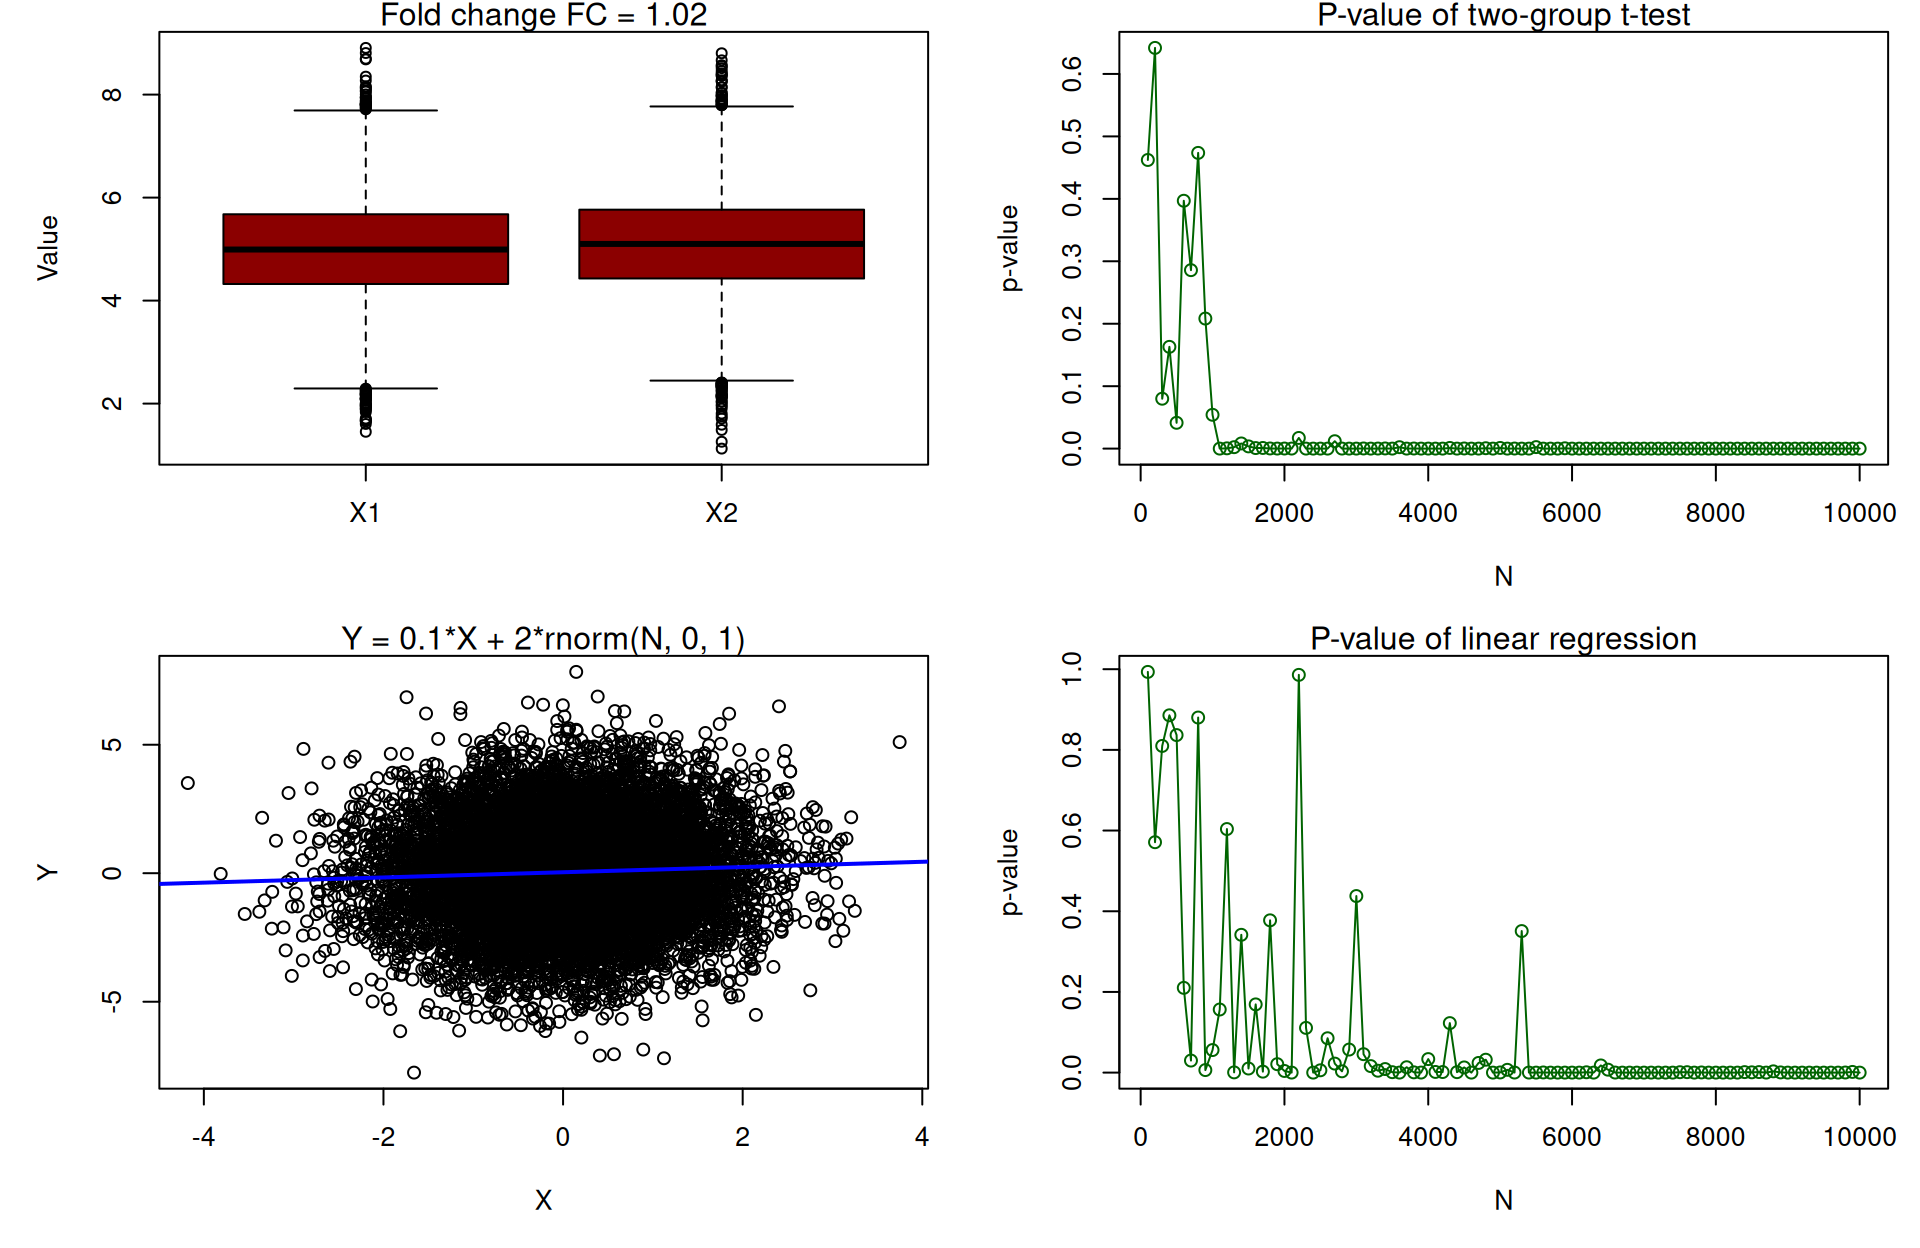 Fold change FC = 1.02
Value
8
6
4
2
X1 X2
P-value of two-group t-test
p-value
0.6
0.5
0.4
0.3
0.2
0.1
0.0
0 2000 4000 6000 8000 10000
N
Y = 0.1*X + 2*rnorm(N, 0, 1)
Y
5
0
-5
-4 -2 0 2 4
X
P-value of linear regression
p-value
1.0
0.8
0.6
0.4
0.2
0.0
0 2000 4000 6000 8000 10000
N